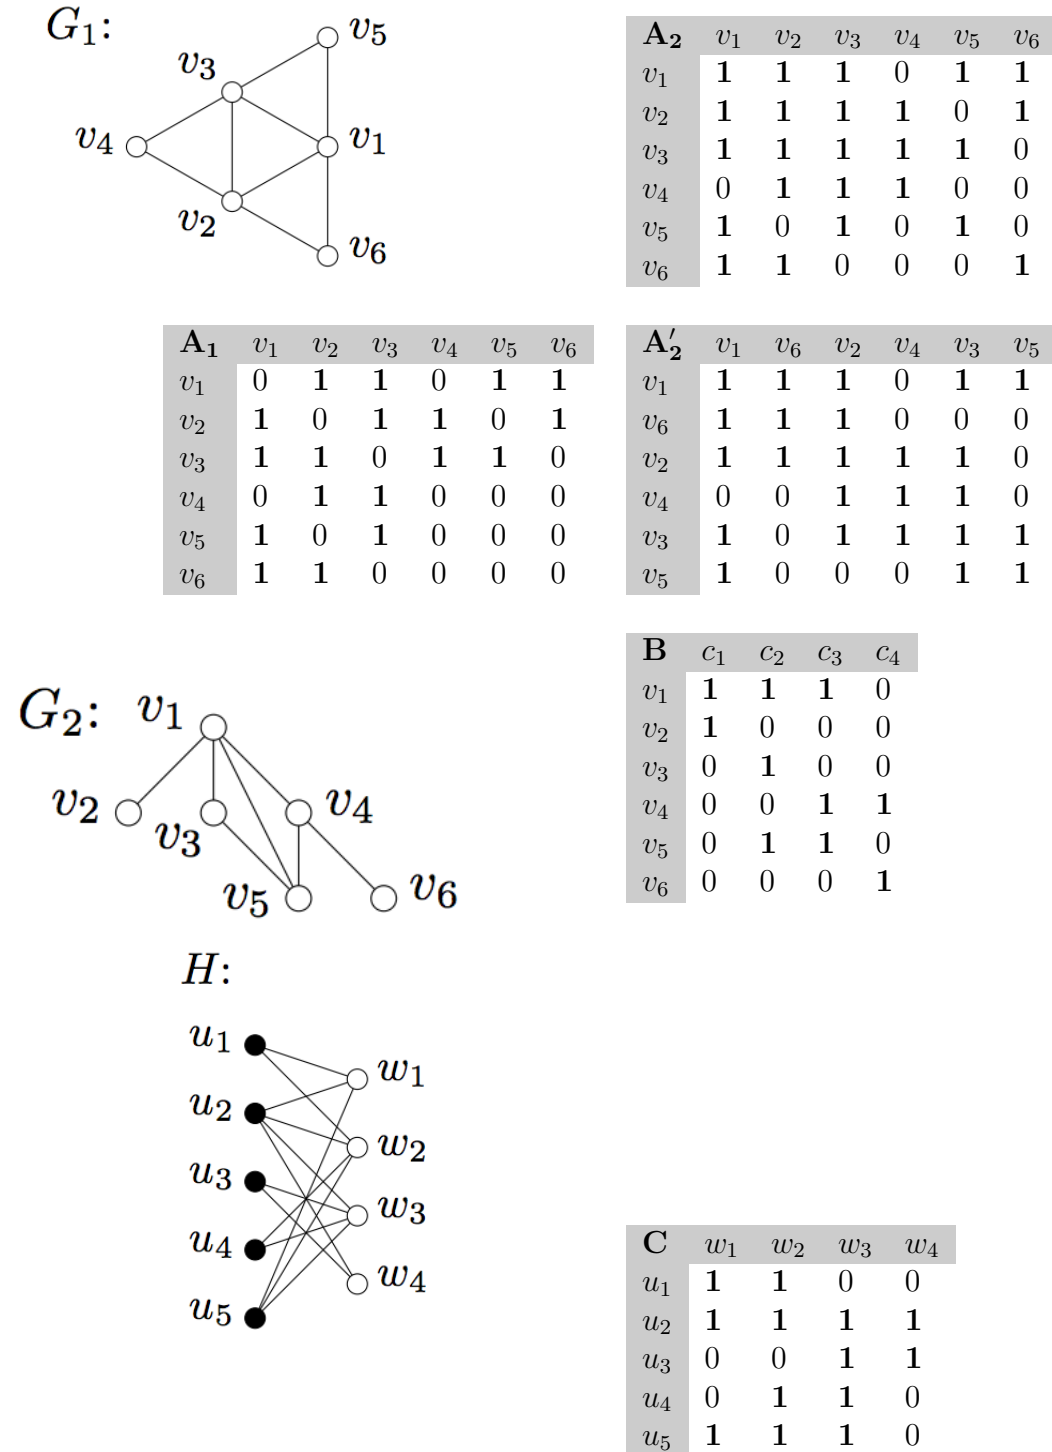 G₁:
v₅
v₃
v₄
v₁
v₂
v₆
A₂ v₁ v₂ v₃ v₄ v₅ v₆
v₁ 1 1 1 0 1 1
v₂ 1 1 1 1 0 1
v₃ 1 1 1 1 1 0
v₄ 0 1 1 1 0 0
v₅ 1 0 1 0 1 0
v₆ 1 1 0 0 0 1
A₁ v₁ v₂ v₃ v₄ v₅ v₆
v₁ 0 1 1 0 1 1
v₂ 1 0 1 1 0 1
v₃ 1 1 0 1 1 0
v₄ 0 1 1 0 0 0
v₅ 1 0 1 0 0 0
v₆ 1 1 0 0 0 0
A′₂ v₁ v₆ v₂ v₄ v₃ v₅
v₁ 1 1 1 0 1 1
v₆ 1 1 1 0 0 0
v₂ 1 1 1 1 1 0
v₄ 0 0 1 1 1 0
v₃ 1 0 1 1 1 1
v₅ 1 0 0 0 1 1
G₂: v₁
v₂
v₃
v₄
v₅
v₆
B c₁ c₂ c₃ c₄
v₁ 1 1 1 0
v₂ 1 0 0 0
v₃ 0 1 0 0
v₄ 0 0 1 1
v₅ 0 1 1 0
v₆ 0 0 0 1
H:
u₁
w₁
u₂
w₂
u₃
w₃
u₄
w₄
u₅
C w₁ w₂ w₃ w₄
u₁ 1 1 0 0
u₂ 1 1 1 1
u₃ 0 0 1 1
u₄ 0 1 1 0
u₅ 1 1 1 0